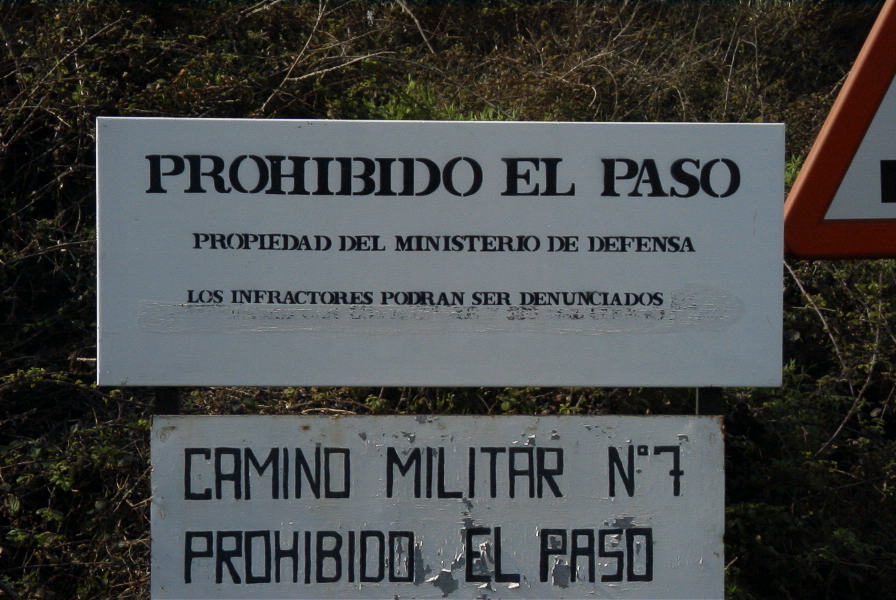 PROHIBIDO EL PASO
PROPIEDAD DEL MINISTERIO DE DEFENSA
LOS INFRACTORES PODRAN SER DENUNCIADOS
CAMINO MILITAR Nº 7
PROHIBIDO EL PASO